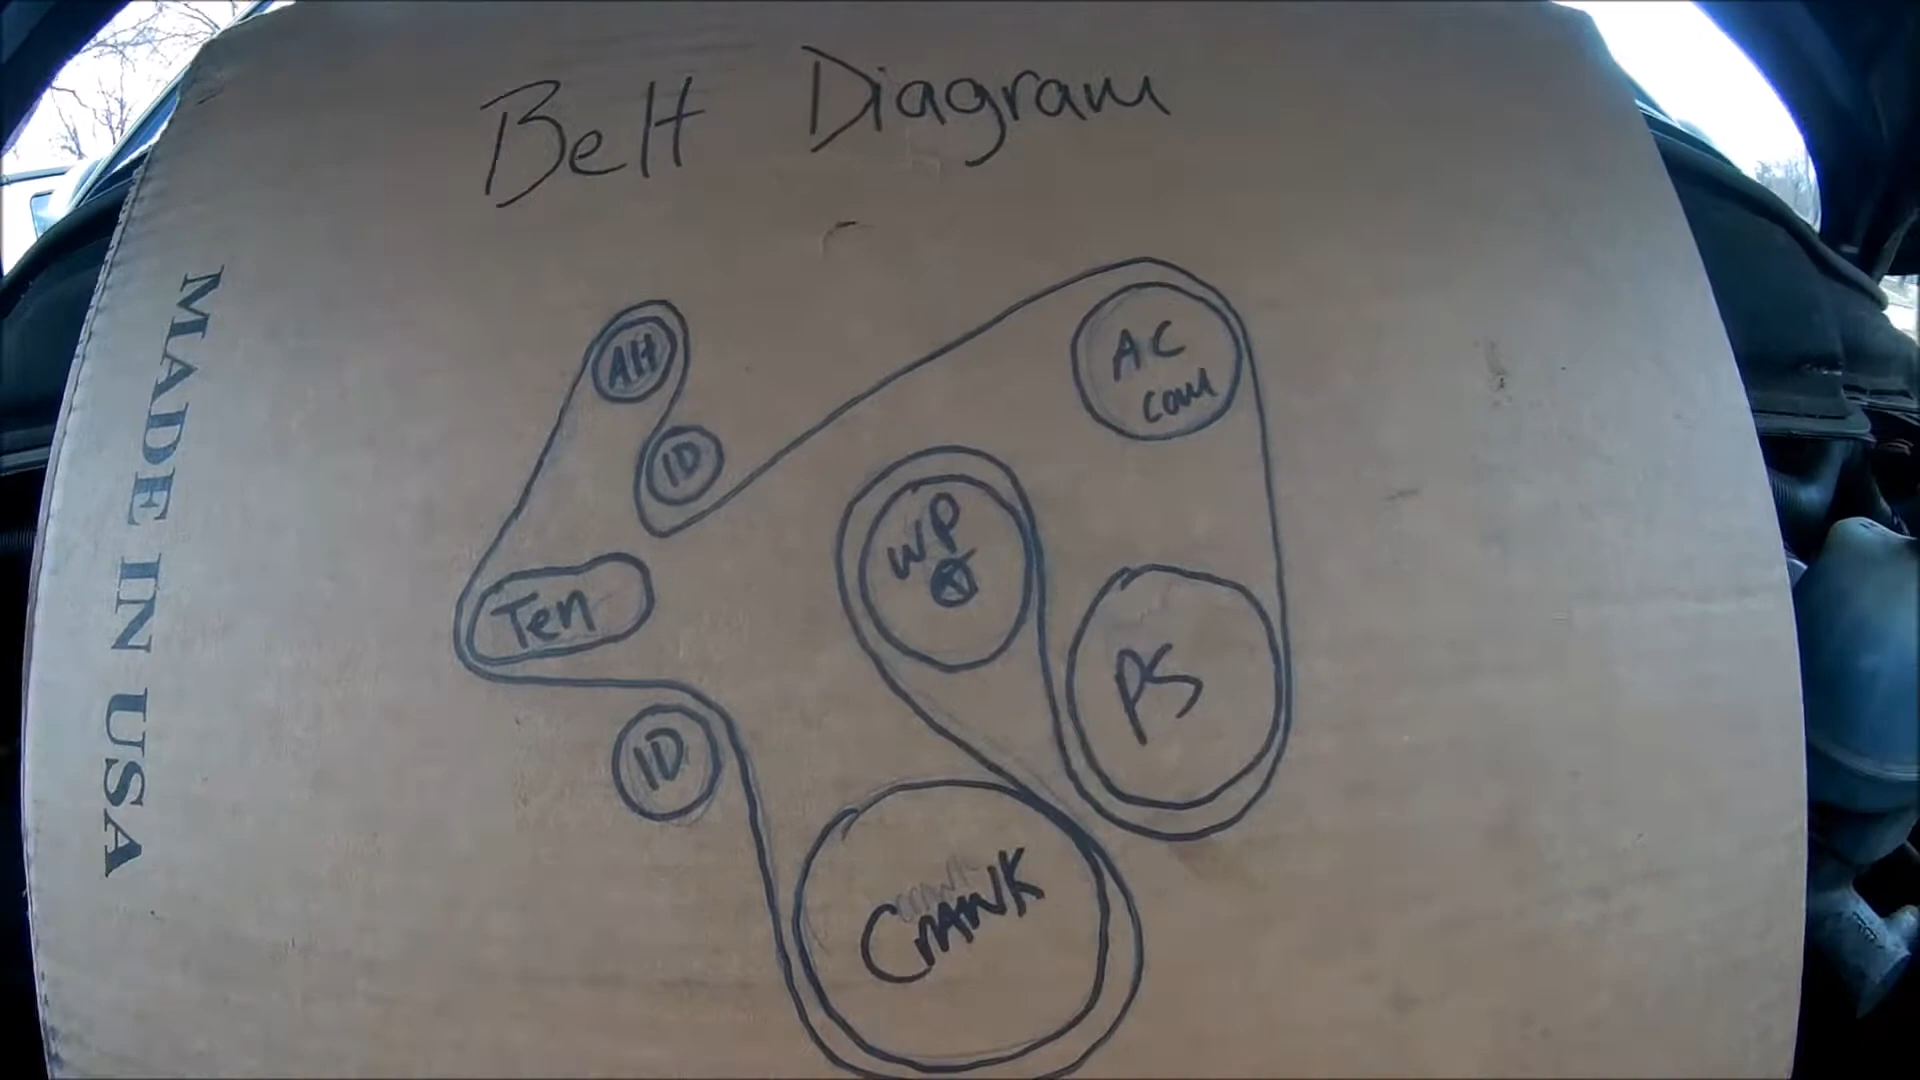 Belt Diagram
MADE IN USA
Alt
AC
com
ID
WP
Ten
PS
ID
CRANK